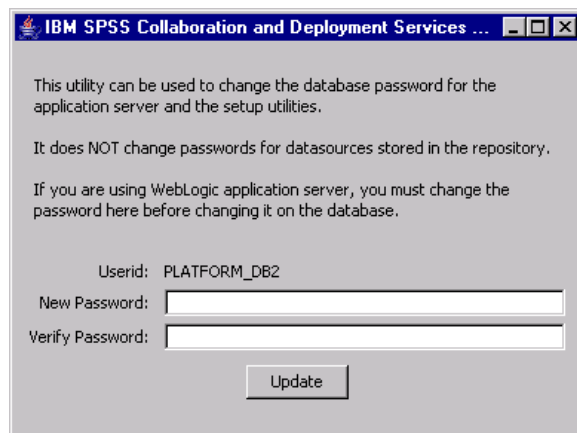 IBM SPSS Collaboration and Deployment Services ...
This utility can be used to change the database password for the
application server and the setup utilities.
It does NOT change passwords for datasources stored in the repository.
If you are using WebLogic application server, you must change the
password here before changing it on the database.
Userid: PLATFORM_DB2
New Password:
Verify Password:
Update